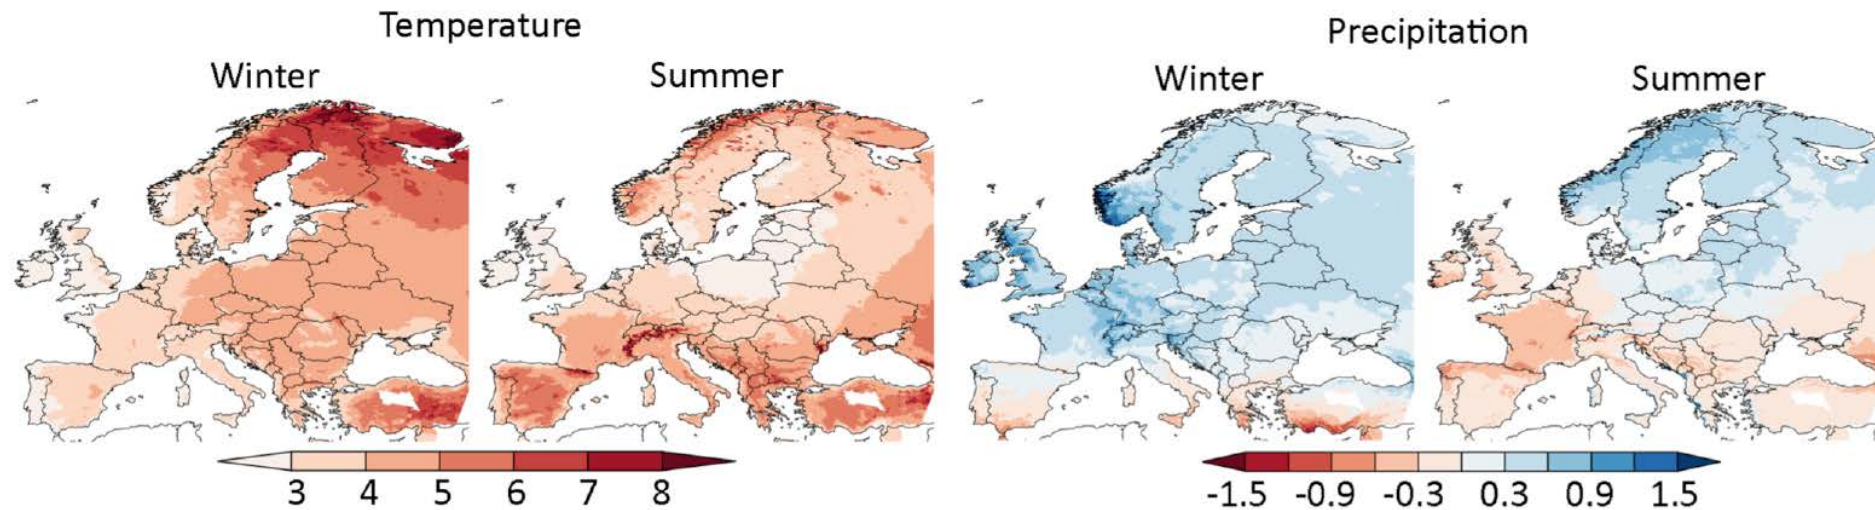 Temperature
Precipitation
Winter
Summer
Winter
Summer
3 4 5 6 7 8
-1.5 -0.9 -0.3 0.3 0.9 1.5